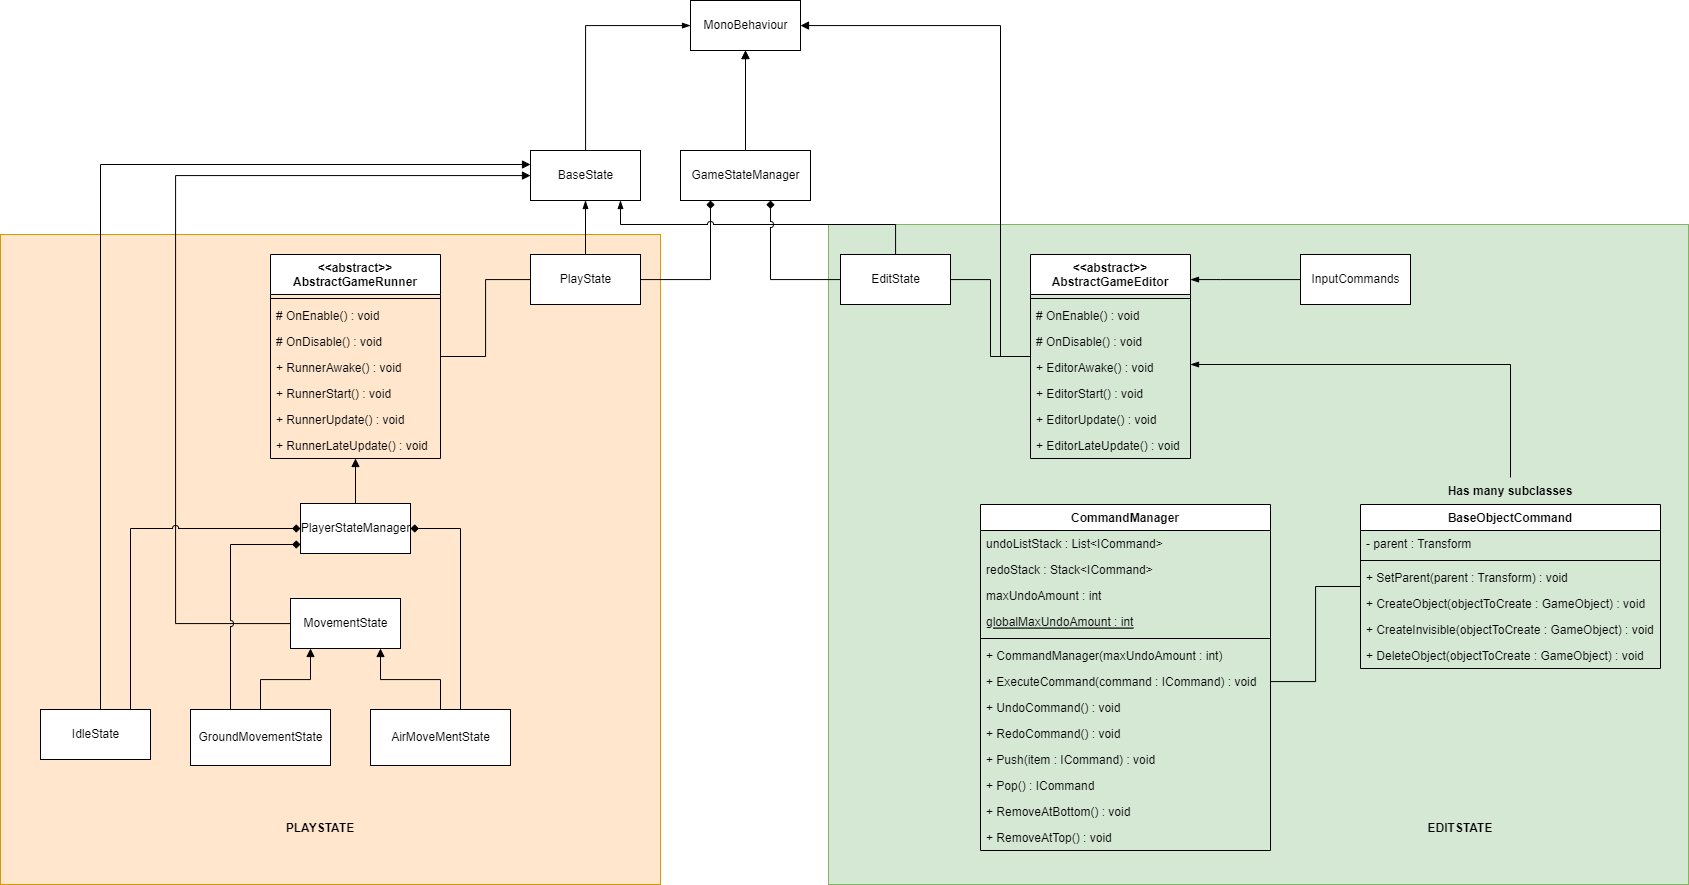 MonoBehaviour
BaseState
GameStateManager
<<abstract>>
AbstractGameRunner
# OnEnable() : void
# OnDisable() : void
+ RunnerAwake() : void
+ RunnerStart() : void
+ RunnerUpdate() : void
+ RunnerLateUpdate() : void
PlayState
EditState
<<abstract>>
AbstractGameEditor
# OnEnable() : void
# OnDisable() : void
+ EditorAwake() : void
+ EditorStart() : void
+ EditorUpdate() : void
+ EditorLateUpdate() : void
InputCommands
PlayerStateManager
MovementState
IdleState
GroundMovementState
AirMoveMentState
PLAYSTATE
CommandManager
undoListStack : List<ICommand>
redoStack : Stack<ICommand>
maxUndoAmount : int
globalMaxUndoAmount : int
+ CommandManager(maxUndoAmount : int)
+ ExecuteCommand(command : ICommand) : void
+ UndoCommand() : void
+ RedoCommand() : void
+ Push(item : ICommand) : void
+ Pop() : ICommand
+ RemoveAtBottom() : void
+ RemoveAtTop() : void
Has many subclasses
BaseObjectCommand
- parent : Transform
+ SetParent(parent : Transform) : void
+ CreateObject(objectToCreate : GameObject) : void
+ CreateInvisible(objectToCreate : GameObject) : void
+ DeleteObject(objectToCreate : GameObject) : void
EDITSTATE